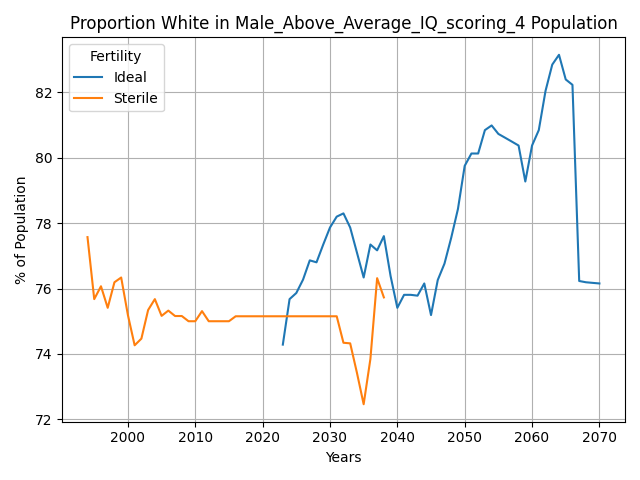 Proportion White in Male_Above_Average_IQ_scoring_4 Population
Fertility
Ideal
Sterile
% of Population
82
80
78
76
74
72
2000
2010
2020
2030
2040
2050
2060
2070
Years